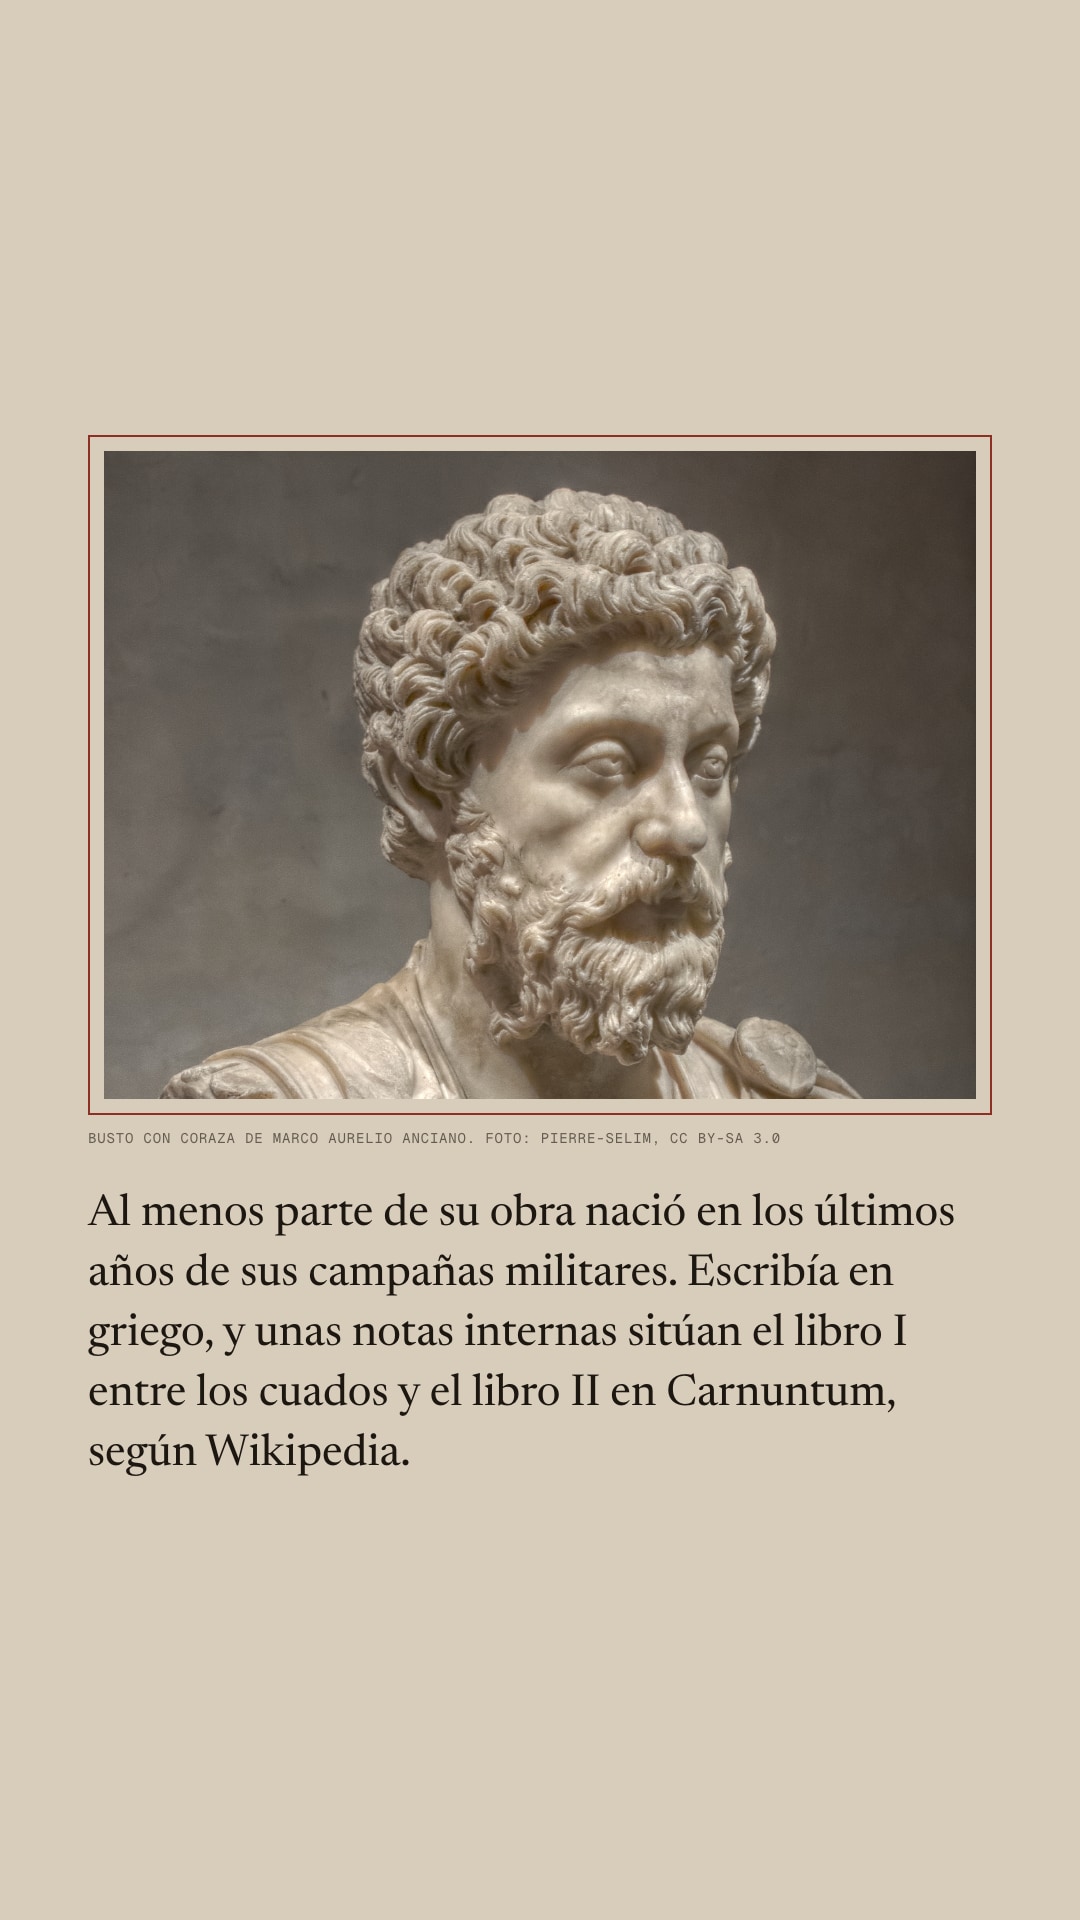 BUSTO CON CORAZA DE MARCO AURELIO ANCIANO. FOTO: PIERRE-SELIM, CC BY-SA 3.0
Al menos parte de su obra nació en los últimos
años de sus campañas militares. Escribía en
griego, y unas notas internas sitúan el libro I
entre los cuados y el libro II en Carnuntum,
según Wikipedia.